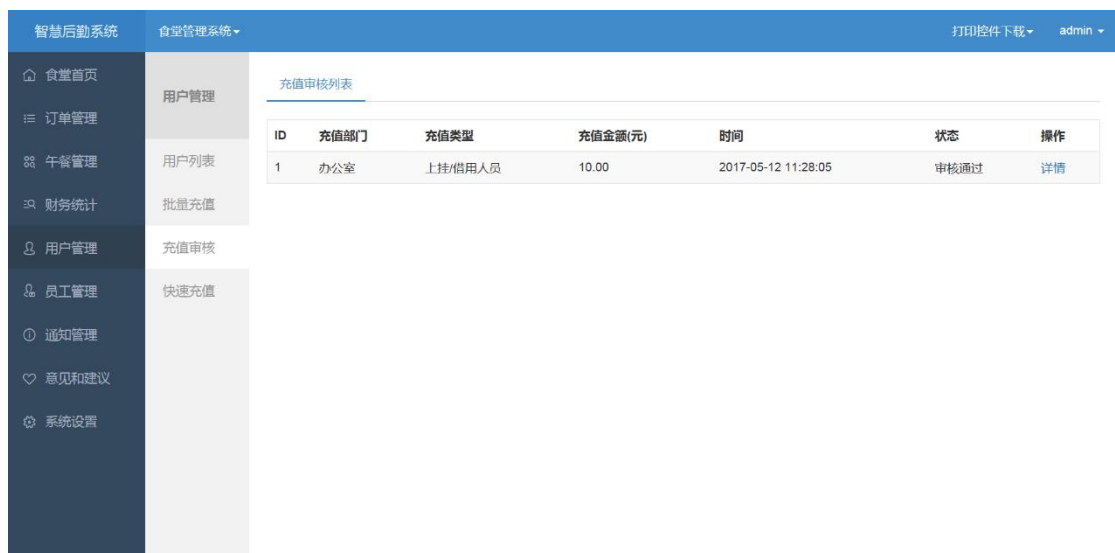 智慧后勤系统 食堂管理系统 打印控件下载 admin
食堂首页
订单管理
午餐管理
财务统计
用户管理
员工管理
通知管理
意见和建议
系统设置
用户管理
用户列表
批量充值
充值审核
快速充值
充值审核列表
ID 充值部门 充值类型 充值金额(元) 时间 状态 操作
1 办公室 上挂/借用人员 10.00 2017-05-12 11:28:05 审核通过 详情